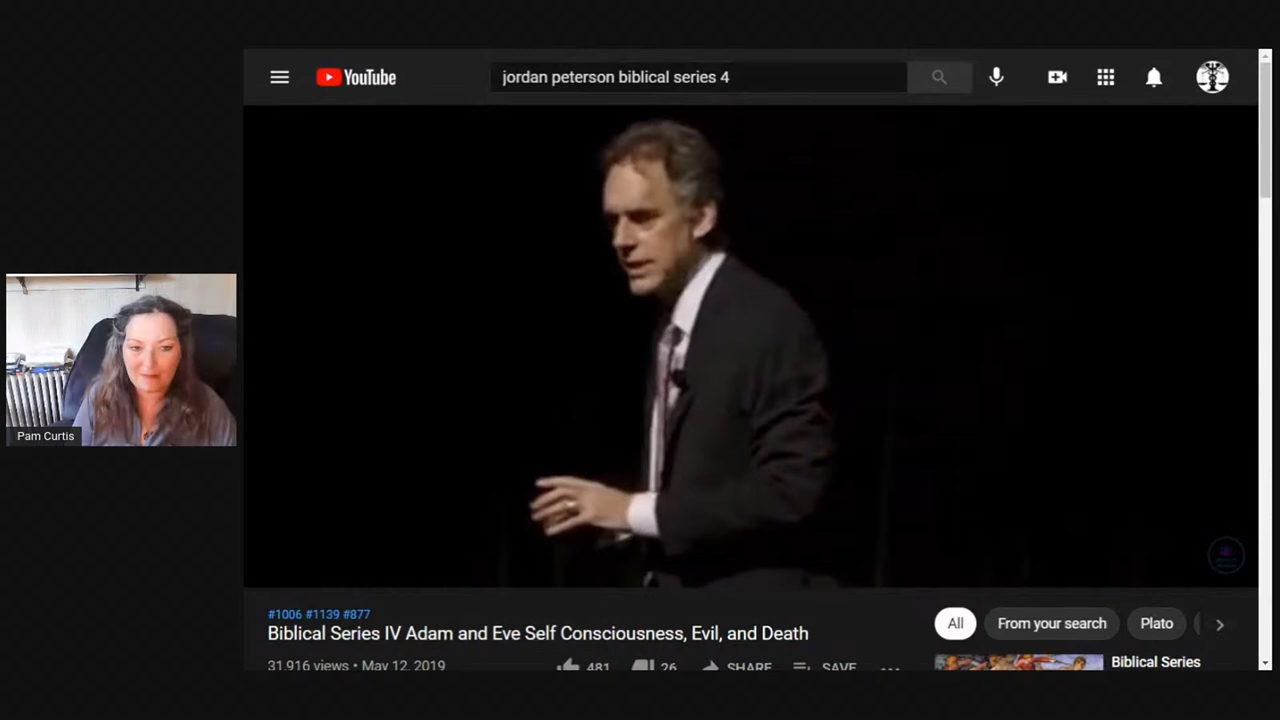 YouTube
jordan peterson biblical series 4
Pam Curtis
#1006 #1139 #877
Biblical Series IV Adam and Eve Self Consciousness, Evil, and Death
31,916 views • May 12, 2019
481
26
SHARE
SAVE
All
From your search
Plato
Biblical Series